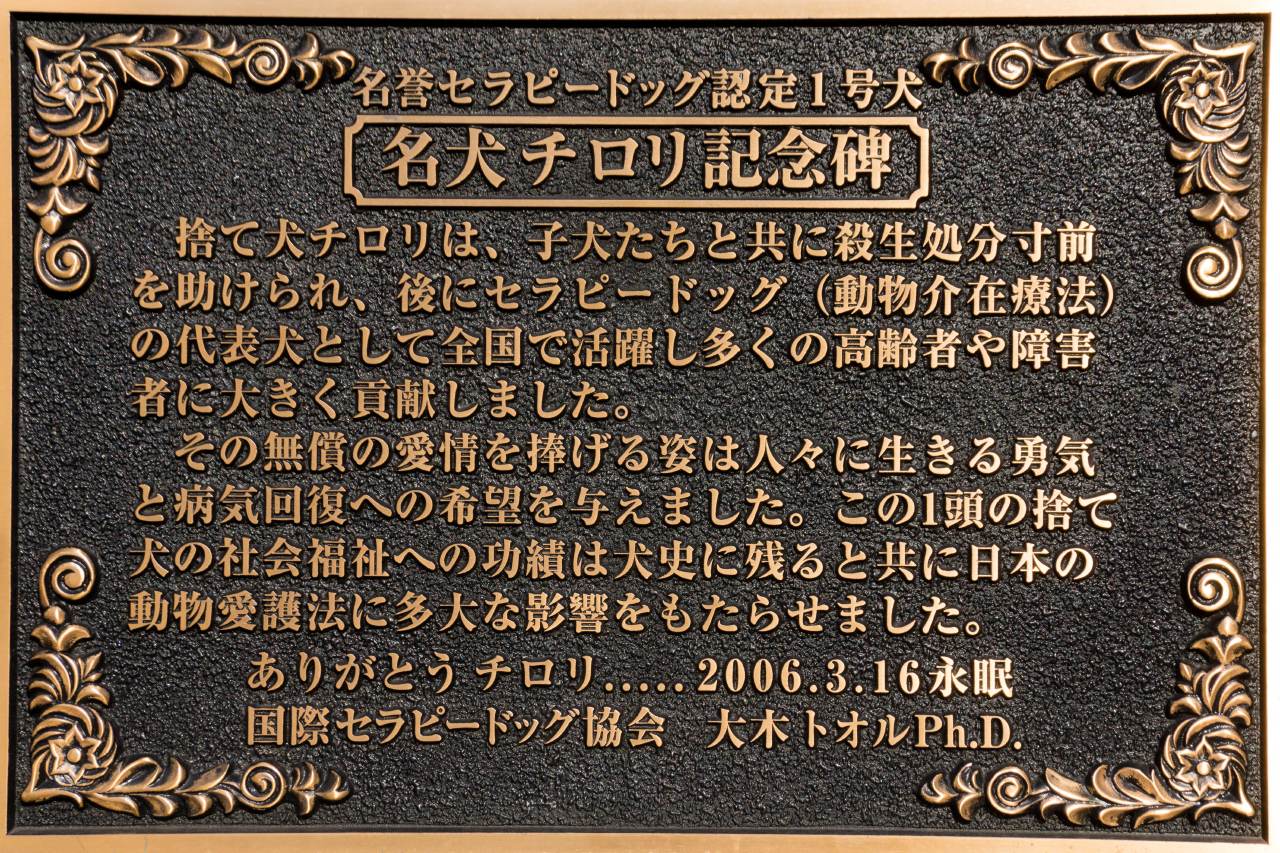 名誉セラピードッグ認定1号犬
名犬チロリ記念碑
捨て犬チロリは、子犬たちと共に殺生処分寸前
を助けられ、後にセラピードッグ（動物介在療法）
の代表犬として全国で活躍し多くの高齢者や障害
者に大きく貢献しました。
その無償の愛情を捧げる姿は人々に生きる勇気
と病気回復への希望を与えました。この1頭の捨て
犬の社会福祉への功績は犬史に残ると共に日本の
動物愛護法に多大な影響をもたらせました。
ありがとう チロリ.....2006.3.16永眠
国際セラピードッグ協会　大木トオルPh.D.